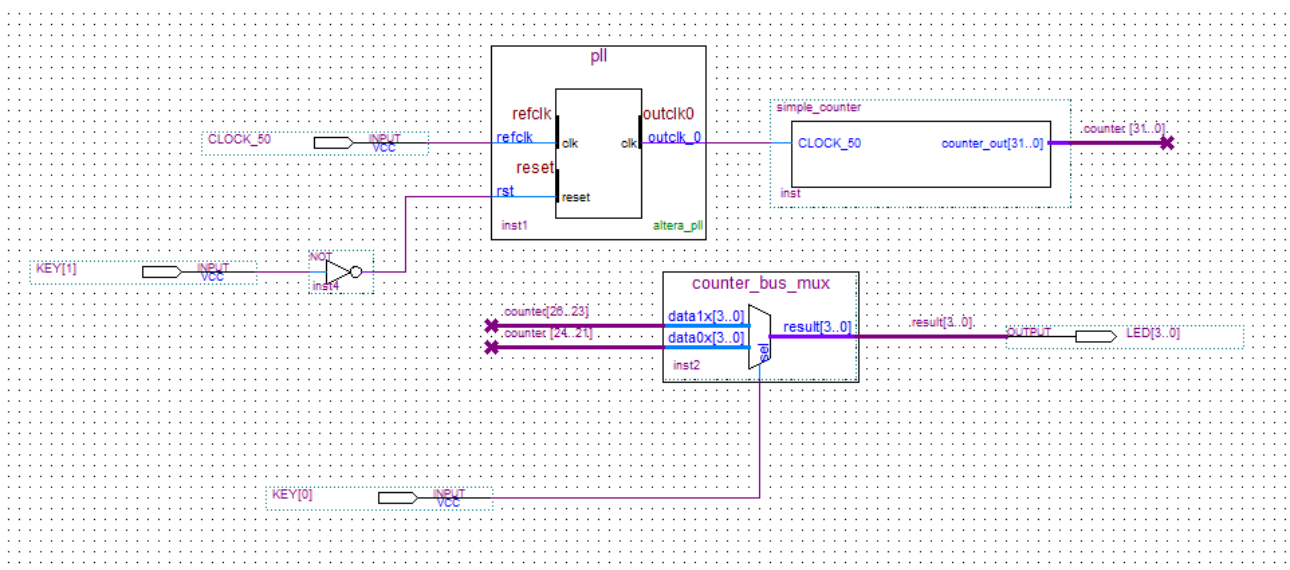 pll
refclk
outclk0
refclk
clk
clk
outclk_0
reset
rst
reset
inst1
altera_pll
CLOCK_50
INPUT
VCC
simple_counter
CLOCK_50
counter_out[31..0]
inst
counter [31..0]
KEY[1]
INPUT
VCC
NOT
inst4
counter_bus_mux
counter[26..23]
data1x[3..0]
counter [24..21]
data0x[3..0]
result[3..0]
sel
inst2
result[3..0]
OUTPUT
LED[3..0]
KEY[0]
INPUT
VCC